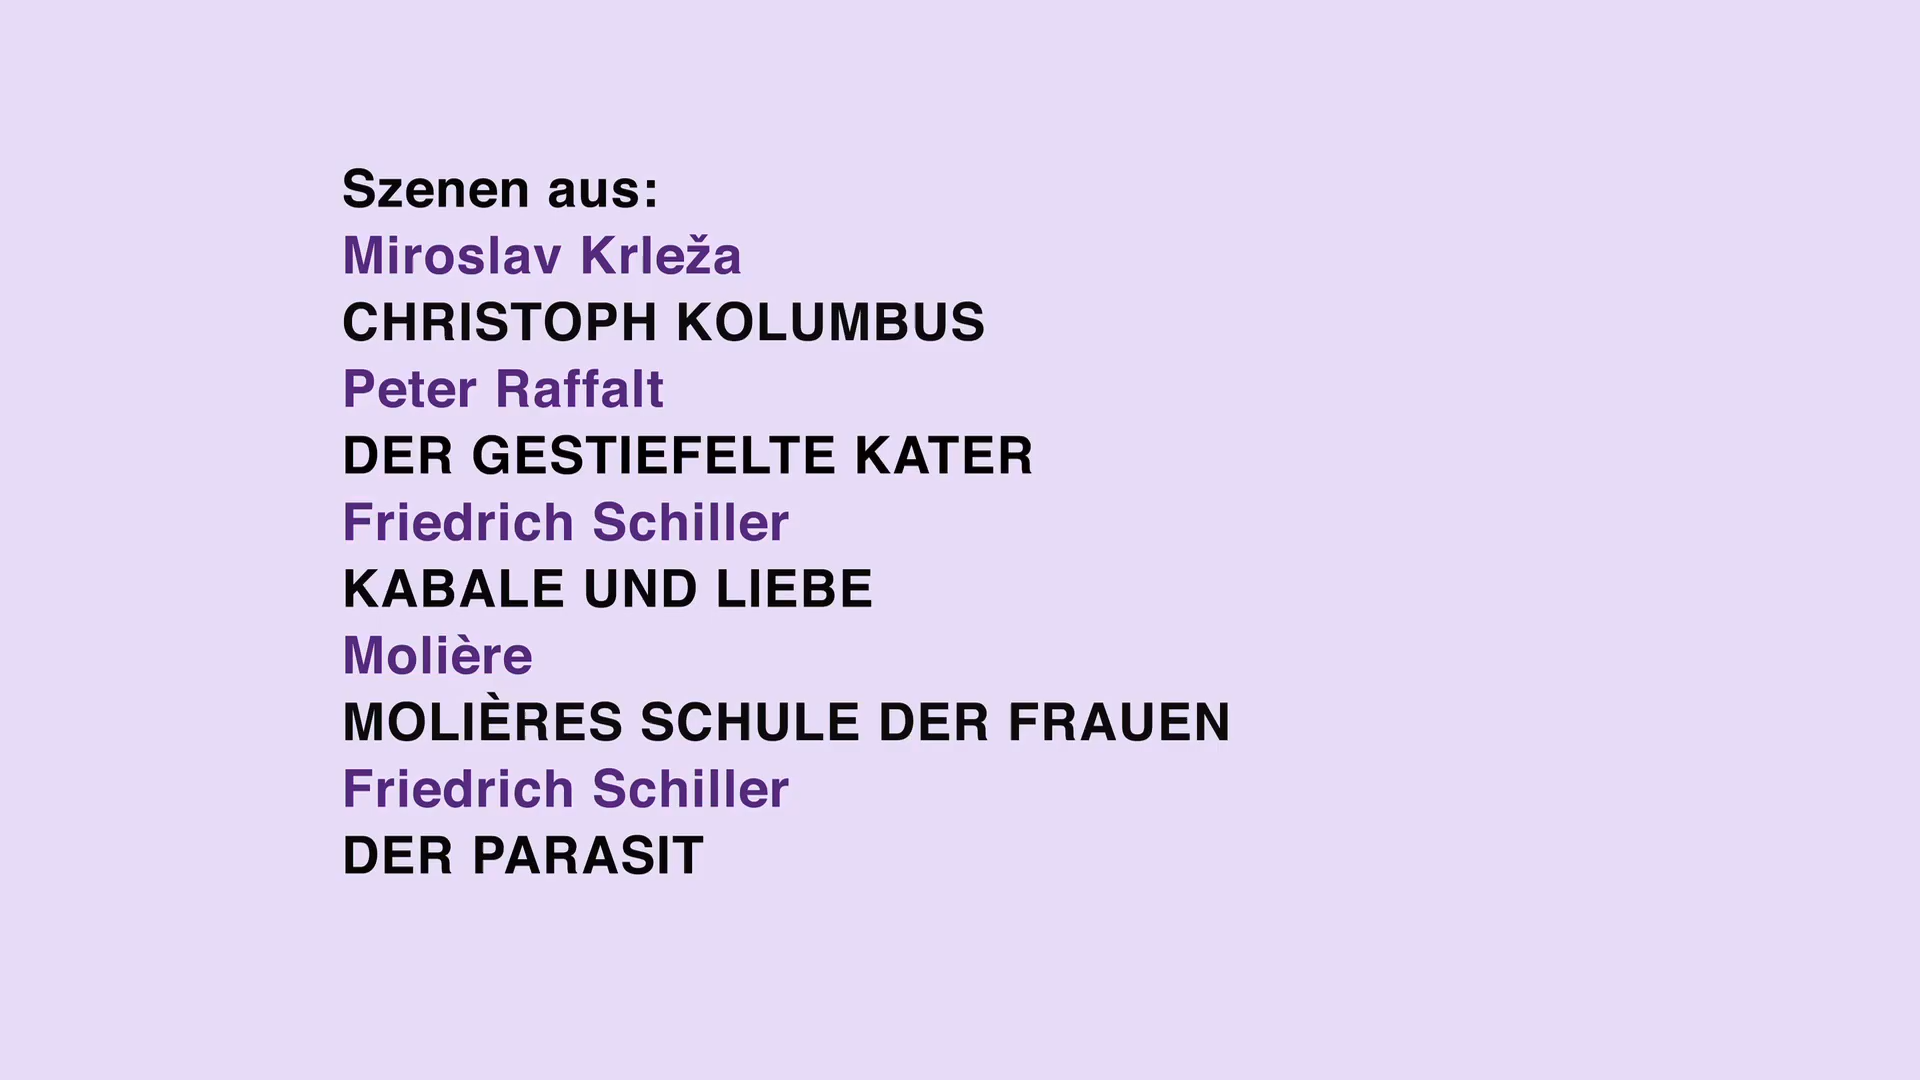 Szenen aus:
Miroslav Krleža
CHRISTOPH KOLUMBUS
Peter Raffalt
DER GESTIEFELTE KATER
Friedrich Schiller
KABALE UND LIEBE
Molière
MOLIÈRES SCHULE DER FRAUEN
Friedrich Schiller
DER PARASIT